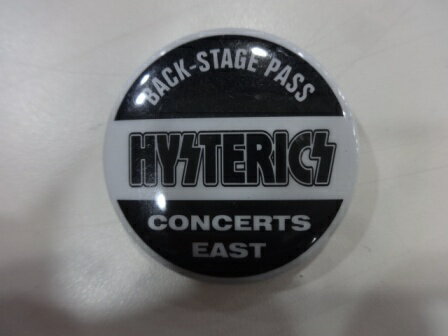 BACK-STAGE PASS
HYSTERICS
CONCERTS
EAST